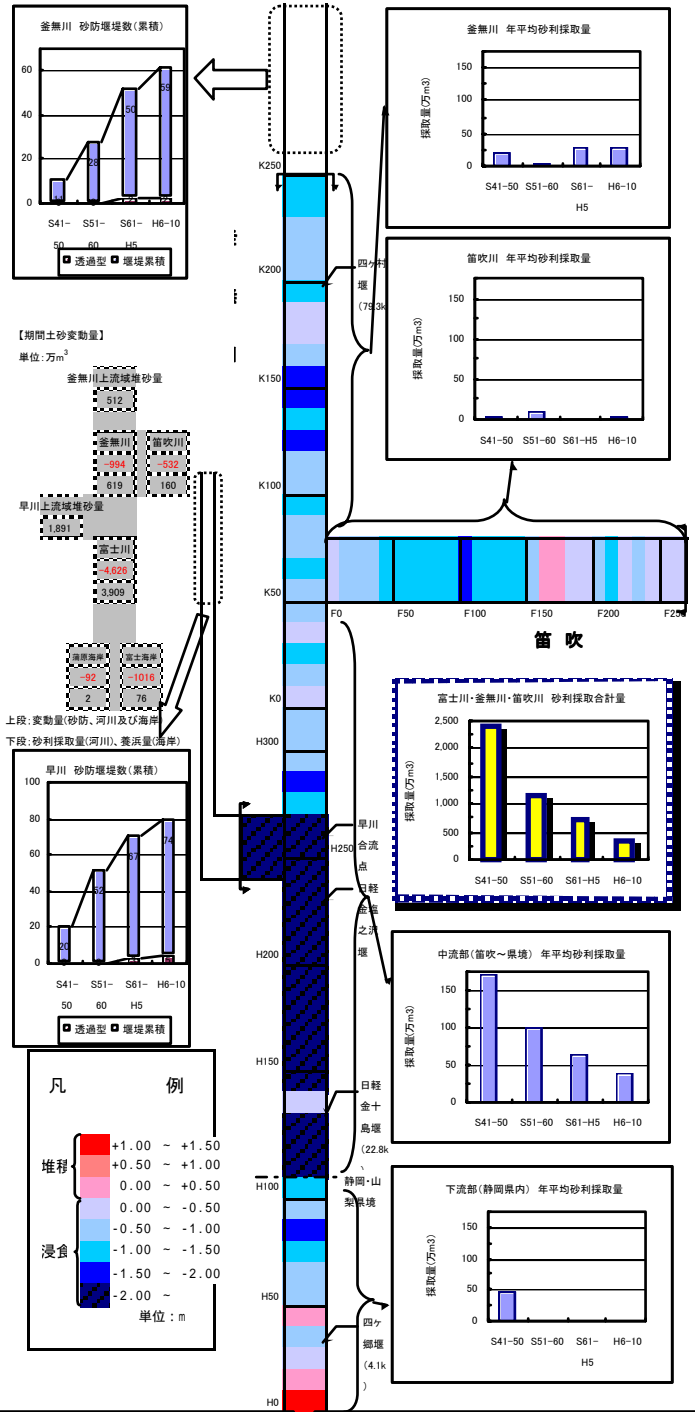 釜無川 砂防堰堤数(累積)
60
40
20
0
59
50
28
11
S41-50
S51-60
S61-H5
H6-10
透過型 堰堤累積
【期間土砂変動量】
単位:万m3
釜無川上流域堆砂量
512
釜無川 笛吹川
-994 -532
619 160
早川上流域堆砂量
1,891
富士川
-4,626
3,909
蒲原海岸 富士海岸
-92 -1016
2 76
上段:変動量(砂防、河川及び海岸)
下段:砂利採取量(河川)、養浜量(海岸)
早川 砂防堰堤数(累積)
100
80
60
40
20
0
74
67
52
20
S41-50
S51-60
S61-H5
H6-10
透過型 堰堤累積
凡 例
堆積
+1.00 ~ +1.50
+0.50 ~ +1.00
0.00 ~ +0.50
浸食
0.00 ~ -0.50
-0.50 ~ -1.00
-1.00 ~ -1.50
-1.50 ~ -2.00
-2.00 ~
単位:m
K250
K200
K150
K100
K50
K0
H300
H250
H200
H150
H100
H50
H0
四ヶ村
堰
(79.3k
早川
合流
点
日経
金塩
之沢
堰
日軽
金十
島堰
(22.8k
)
静岡・山
梨県境
四ヶ
郷堰
(4.1k
)
F0 F50 F100 F150 F200 F250
笛 吹
釜無川 年平均砂利採取量
採取量(万m3)
150
100
50
0
S41-50 S51-60 S61-H5 H6-10
笛吹川 年平均砂利採取量
採取量(万m3)
150
100
50
0
S41-50 S51-60 S61-H5 H6-10
富士川・釜無川・笛吹川 砂利採取合計量
採取量(万m3)
2,500
2,000
1,500
1,000
500
0
S41-50 S51-60 S61-H5 H6-10
中流部(笛吹~県境) 年平均砂利採取量
採取量(万m3)
150
100
50
0
S41-50 S51-60 S61-H5 H6-10
下流部(静岡県内) 年平均砂利採取量
採取量(万m3)
150
100
50
0
S41-50 S51-60 S61-H5 H6-10